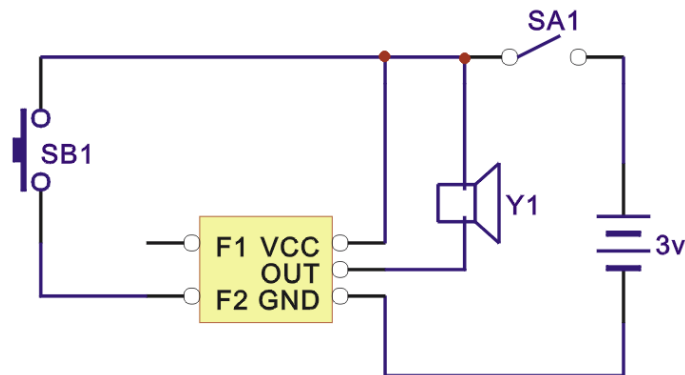 SA1
SB1
Y1
3v
F1 VCC
OUT
F2 GND